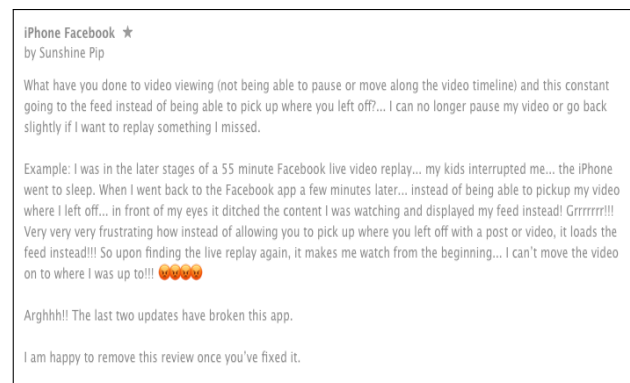 iPhone Facebook ★
by Sunshine Pip
What have you done to video viewing (not being able to pause or move along the video timeline) and this constant
going to the feed instead of being able to pick up where you left off?... I can no longer pause my video or go back
slightly if I want to replay something I missed.
Example: I was in the later stages of a 55 minute Facebook live video replay... my kids interrupted me... the iPhone
went to sleep. When I went back to the Facebook app a few minutes later... instead of being able to pickup my video
where I left off... in front of my eyes it ditched the content I was watching and displayed my feed instead! Grrrrrrr!!!
Very very very frustrating how instead of allowing you to pick up where you left off with a post or video, it loads the
feed instead!!! So upon finding the live replay again, it makes me watch from the beginning... I can't move the video
on to where I was up to!!! 😡😡😡😡
Arghhh!! The last two updates have broken this app.
I am happy to remove this review once you've fixed it.